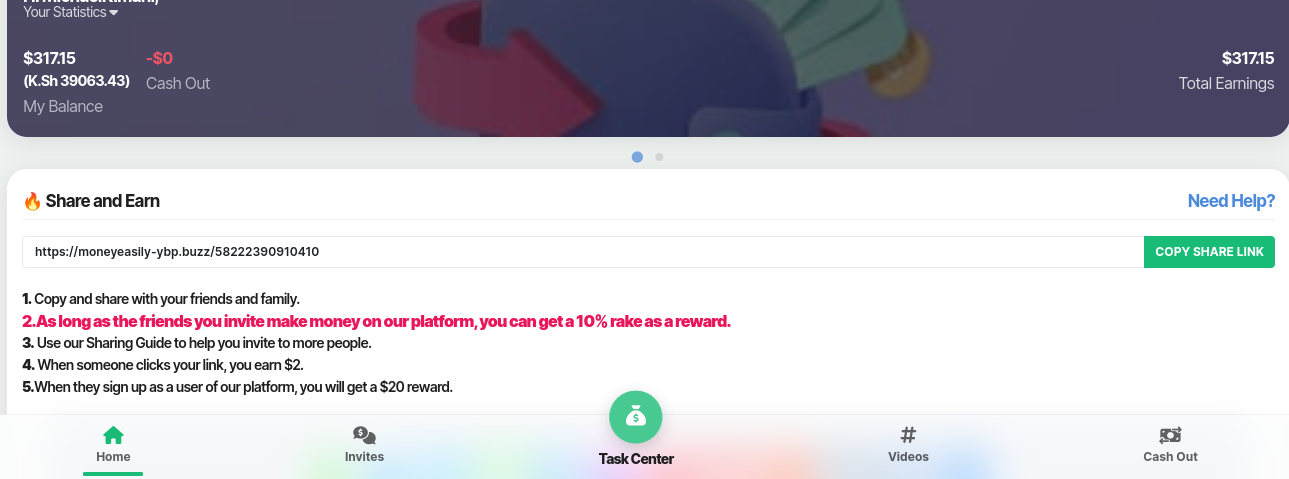 Your Statistics
$317.15
-$0
$317.15
(K.Sh 39063.43)
Cash Out
Total Earnings
My Balance
🔥 Share and Earn
Need Help?
https://moneyeasily-ybp.buzz/58222390910410
COPY SHARE LINK
1. Copy and share with your friends and family.
2.As long as the friends you invite make money on our platform, you can get a 10% rake as a reward.
3. Use our Sharing Guide to help you invite to more people.
4. When someone clicks your link, you earn $2.
5.When they sign up as a user of our platform, you will get a $20 reward.
Home
Invites
Task Center
Videos
Cash Out